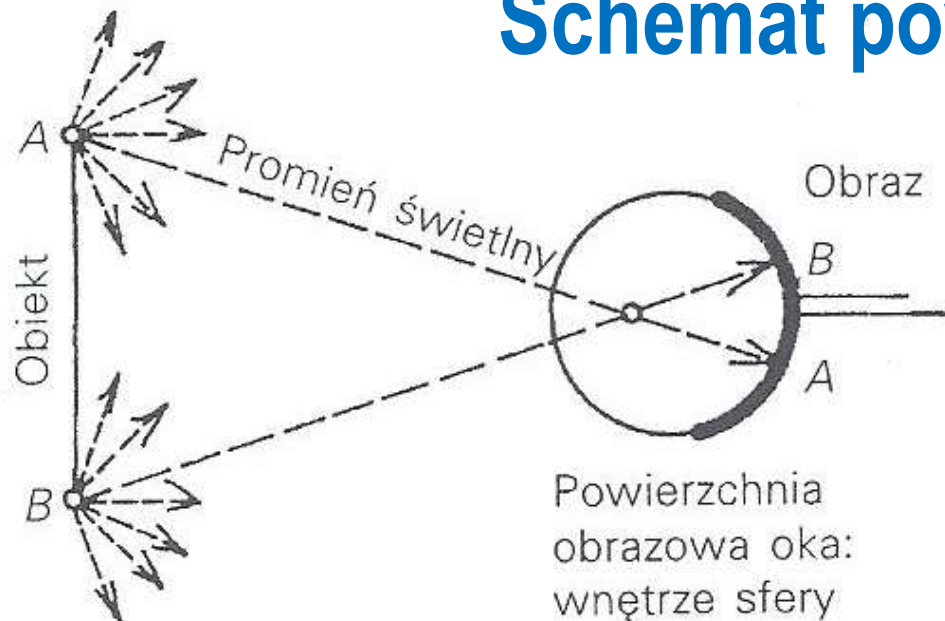 Schemat po
A
Promień świetlny
Obraz
B
Obiekt
A
B
Powierzchnia
obrazowa oka:
wnętrze sfery